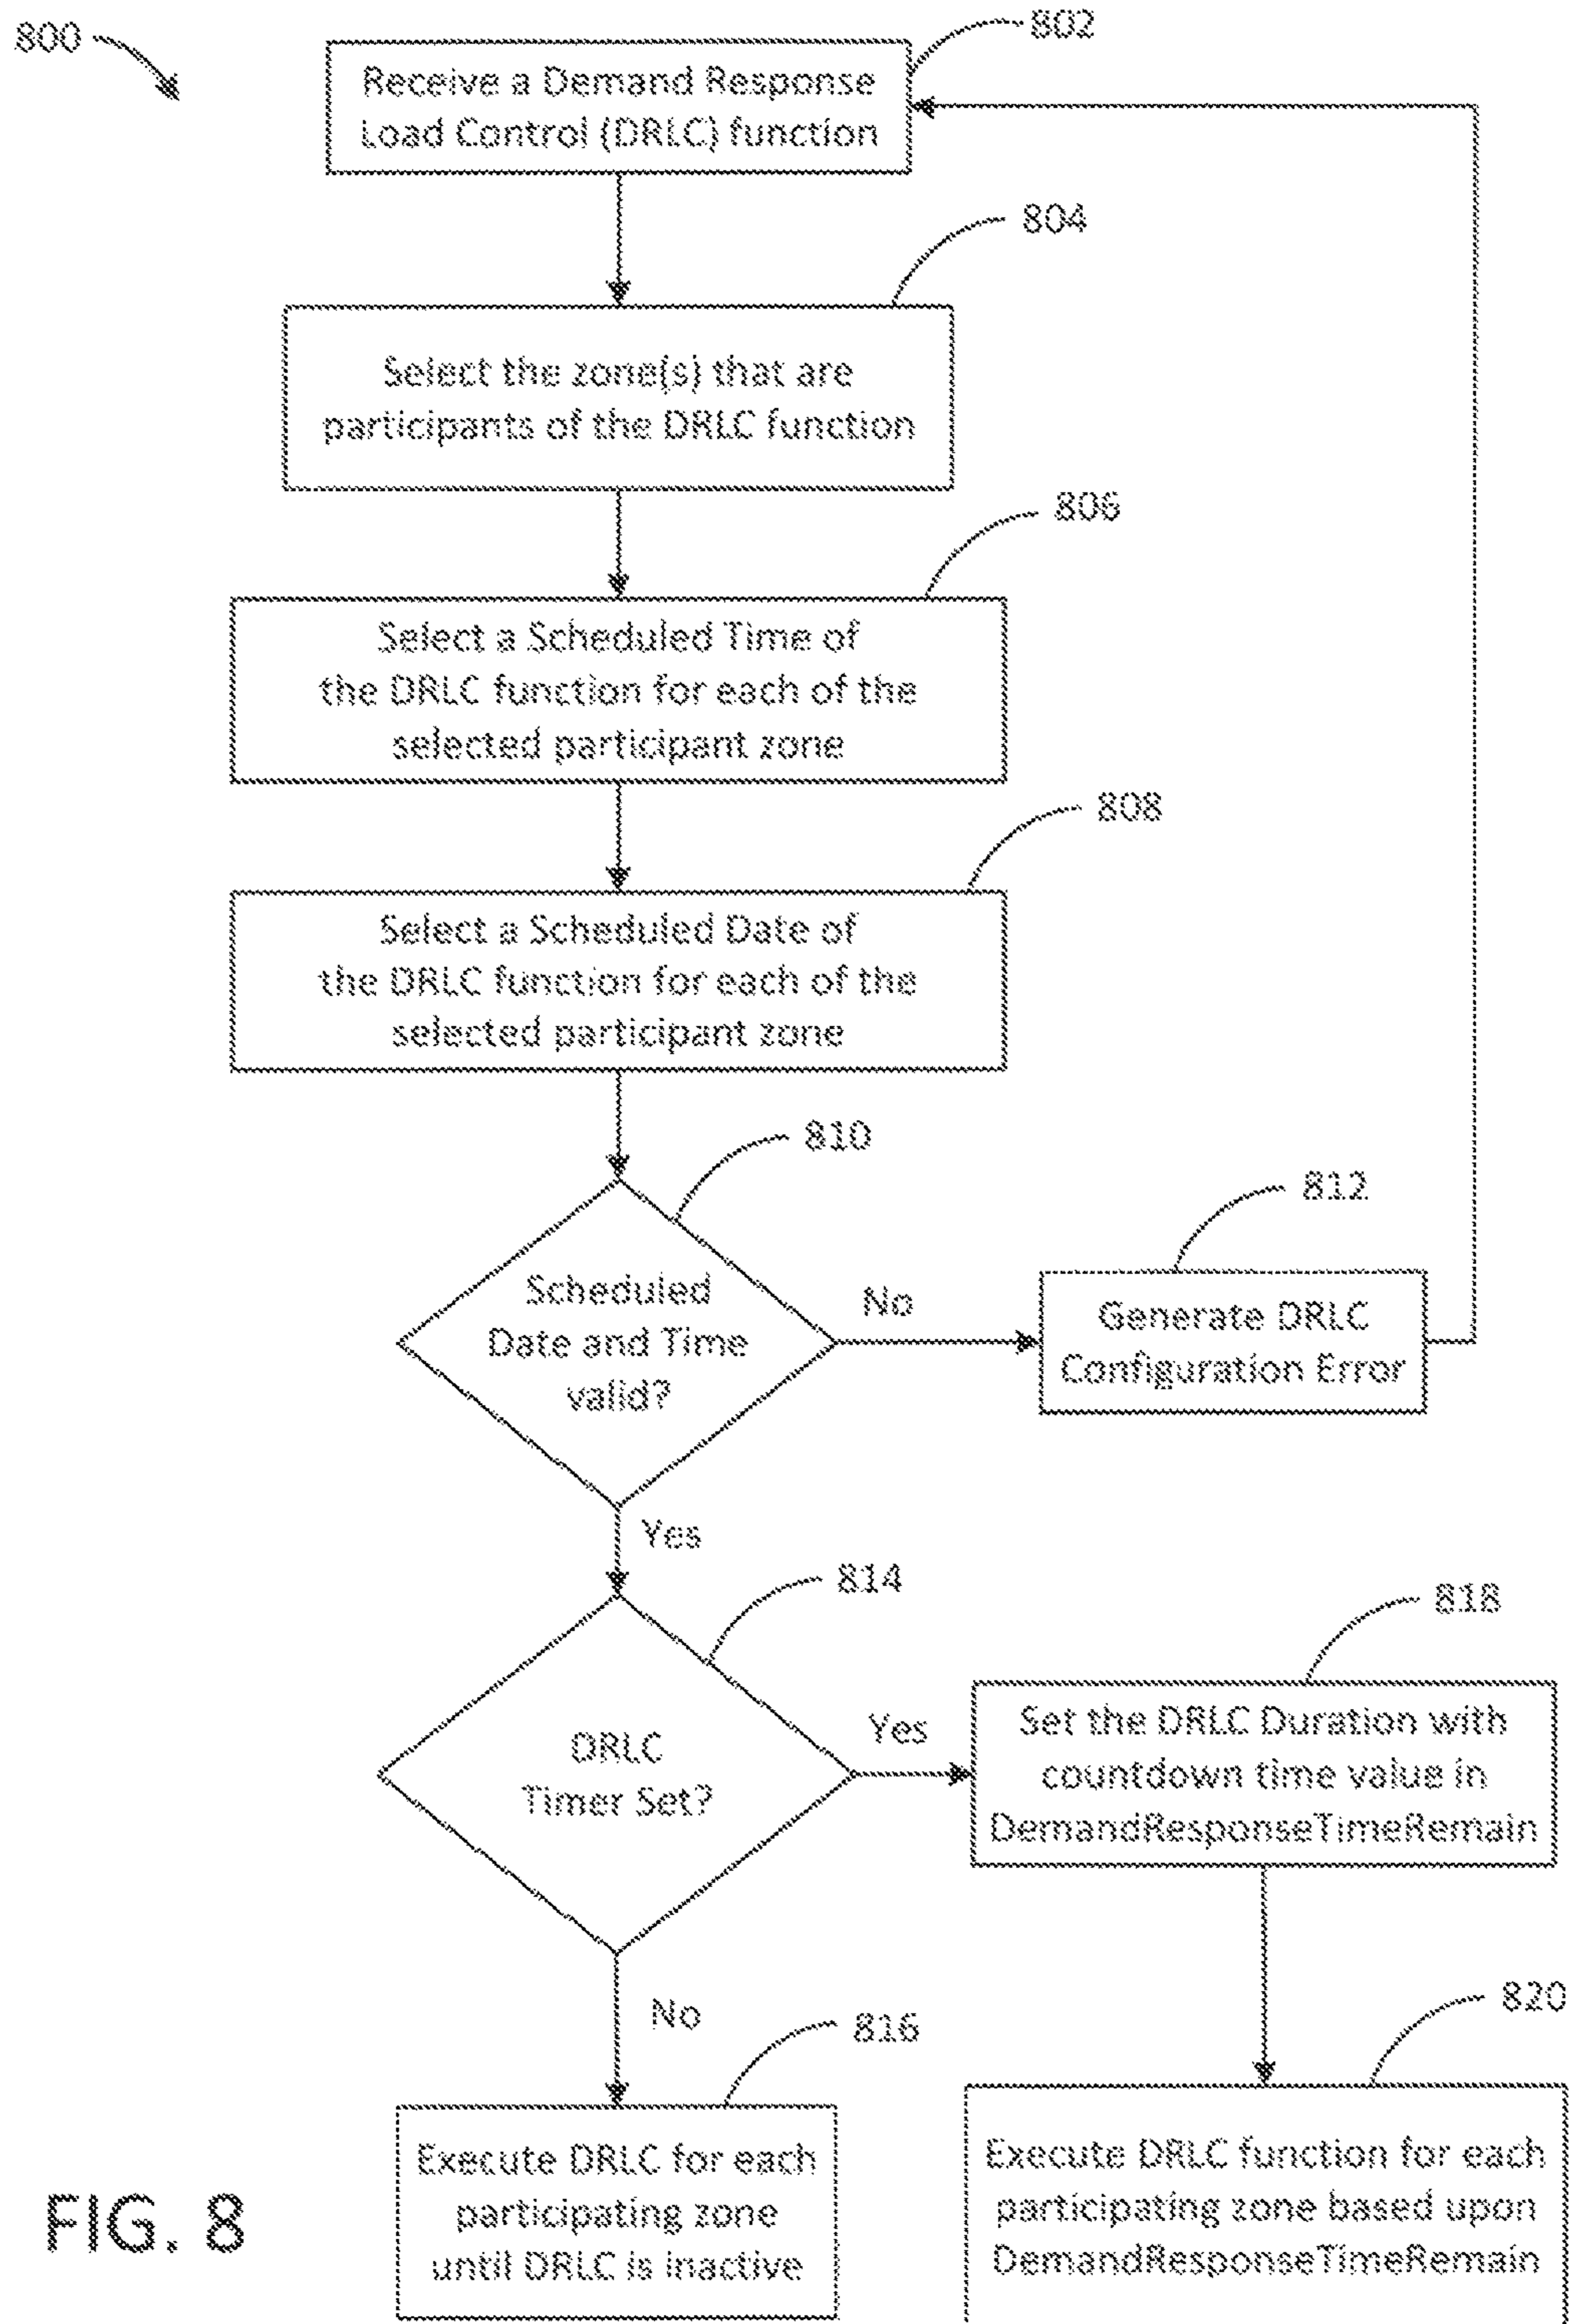 800
802
Receive a Demand Response
Load Control (DRLC) function
804
Select the zone(s) that are
participants of the DRLC function
806
Select a Scheduled Time of
the DRLC function for each of the
selected participant zone
808
Select a Scheduled Date of
the DRLC function for each of the
selected participant zone
810
Scheduled
Date and Time
valid?
No
812
Generate DRLC
Configuration Error
Yes
814
DRLC
Timer Set?
Yes
818
Set the DRLC Duration with
countdown time value in
DemandResponseTimeRemain
No
816
Execute DRLC for each
participating zone
until DRLC is inactive
820
Execute DRLC function for each
participating zone based upon
DemandResponseTimeRemain
FIG. 8